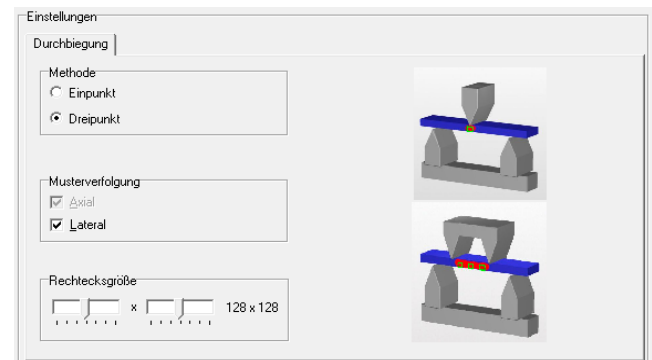 Einstellungen
Durchbiegung
Methode
Einpunkt
Dreipunkt
Musterverfolgung
Axial
Lateral
Rechtecksgröße
x 128 x 128